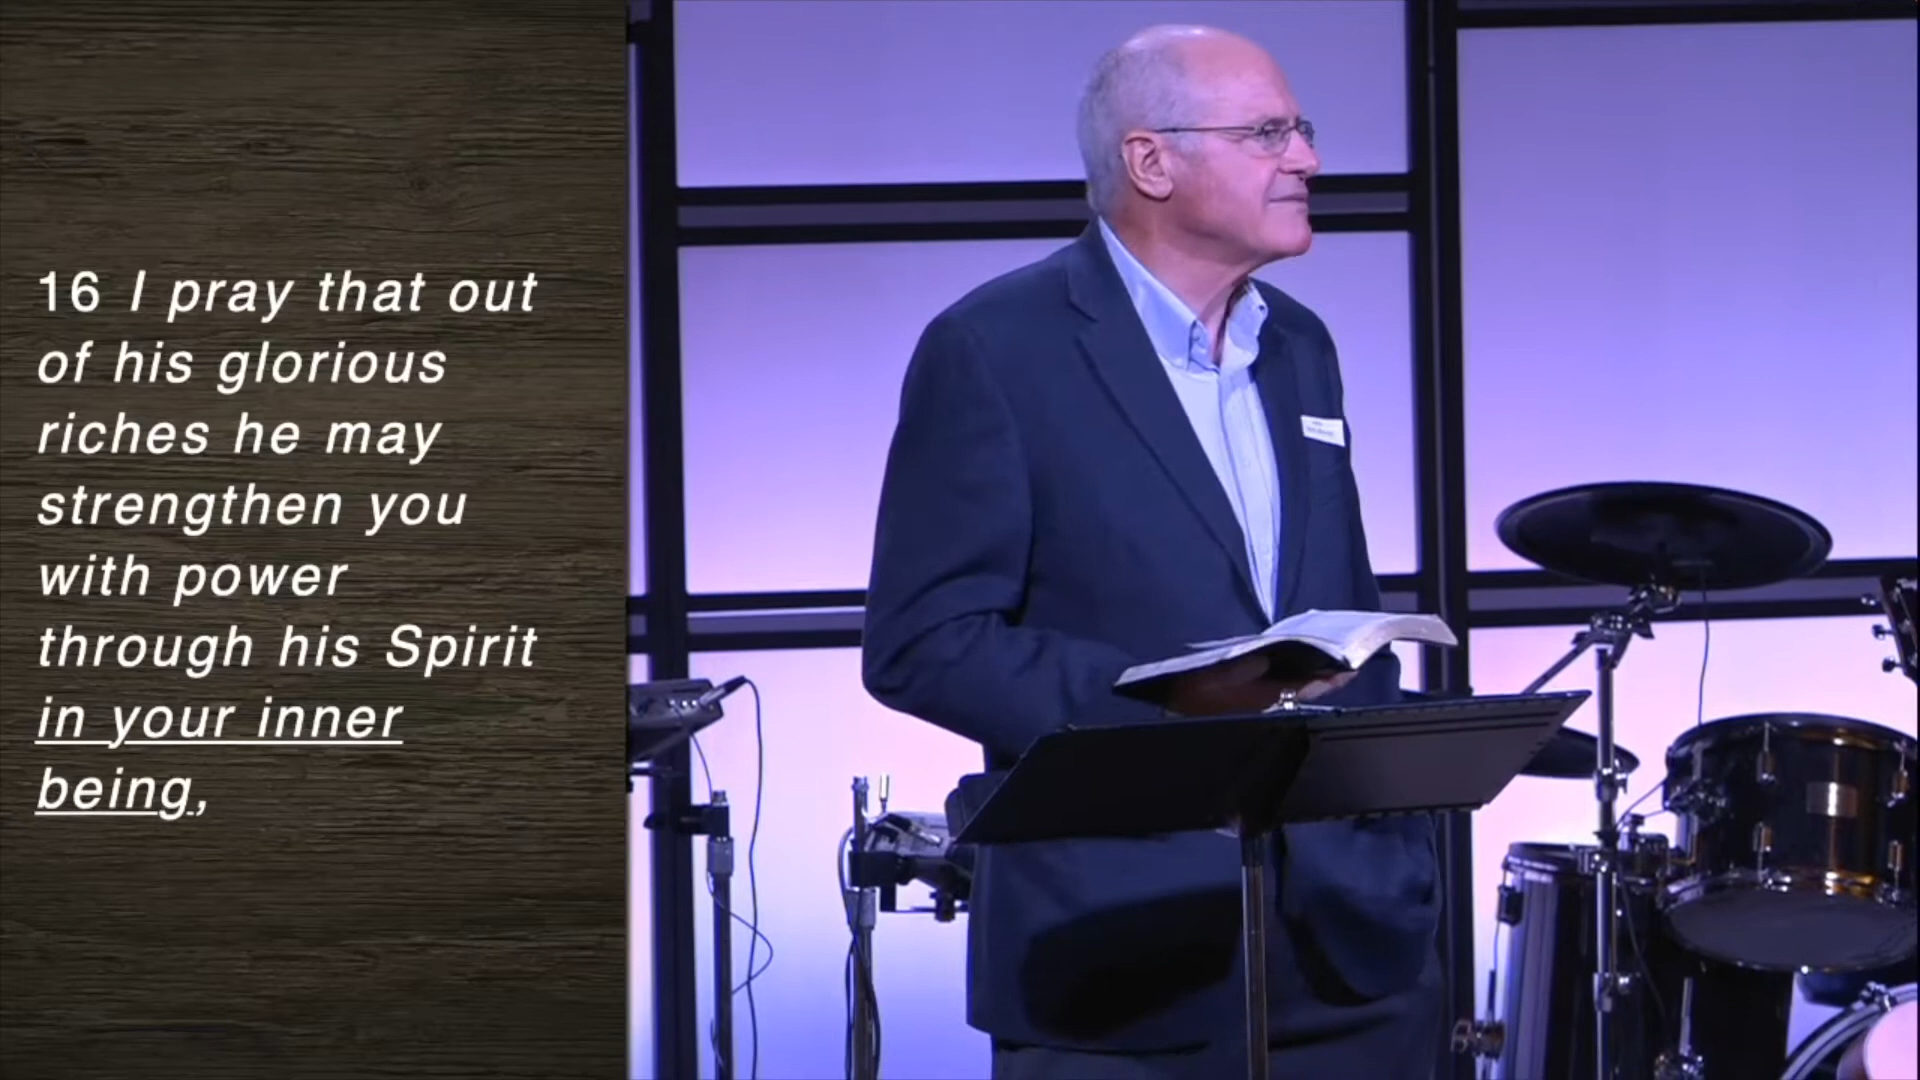 16 I pray that out
of his glorious
riches he may
strengthen you
with power
through his Spirit
in your inner
being,